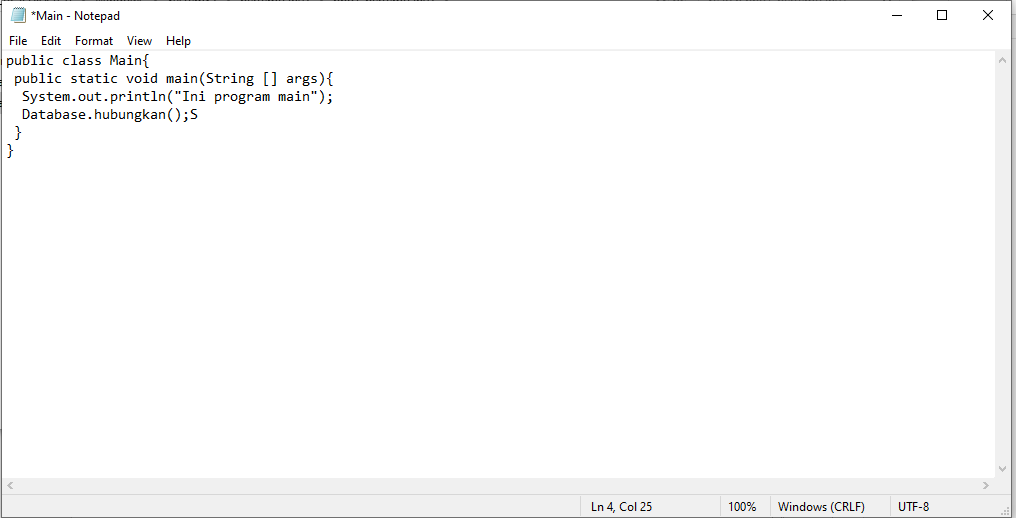 *Main - Notepad
File Edit Format View Help
public class Main{
 public static void main(String [] args){
  System.out.println("Ini program main");
  Database.hubungkan();S
 }
}
Ln 4, Col 25 100% Windows (CRLF) UTF-8